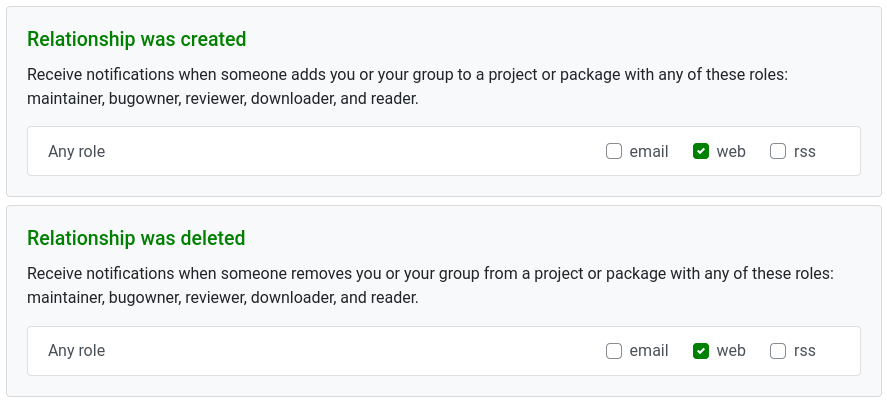 Relationship was created
Receive notifications when someone adds you or your group to a project or package with any of these roles:
maintainer, bugowner, reviewer, downloader, and reader.
Any role email web rss
Relationship was deleted
Receive notifications when someone removes you or your group from a project or package with any of these roles:
maintainer, bugowner, reviewer, downloader, and reader.
Any role email web rss